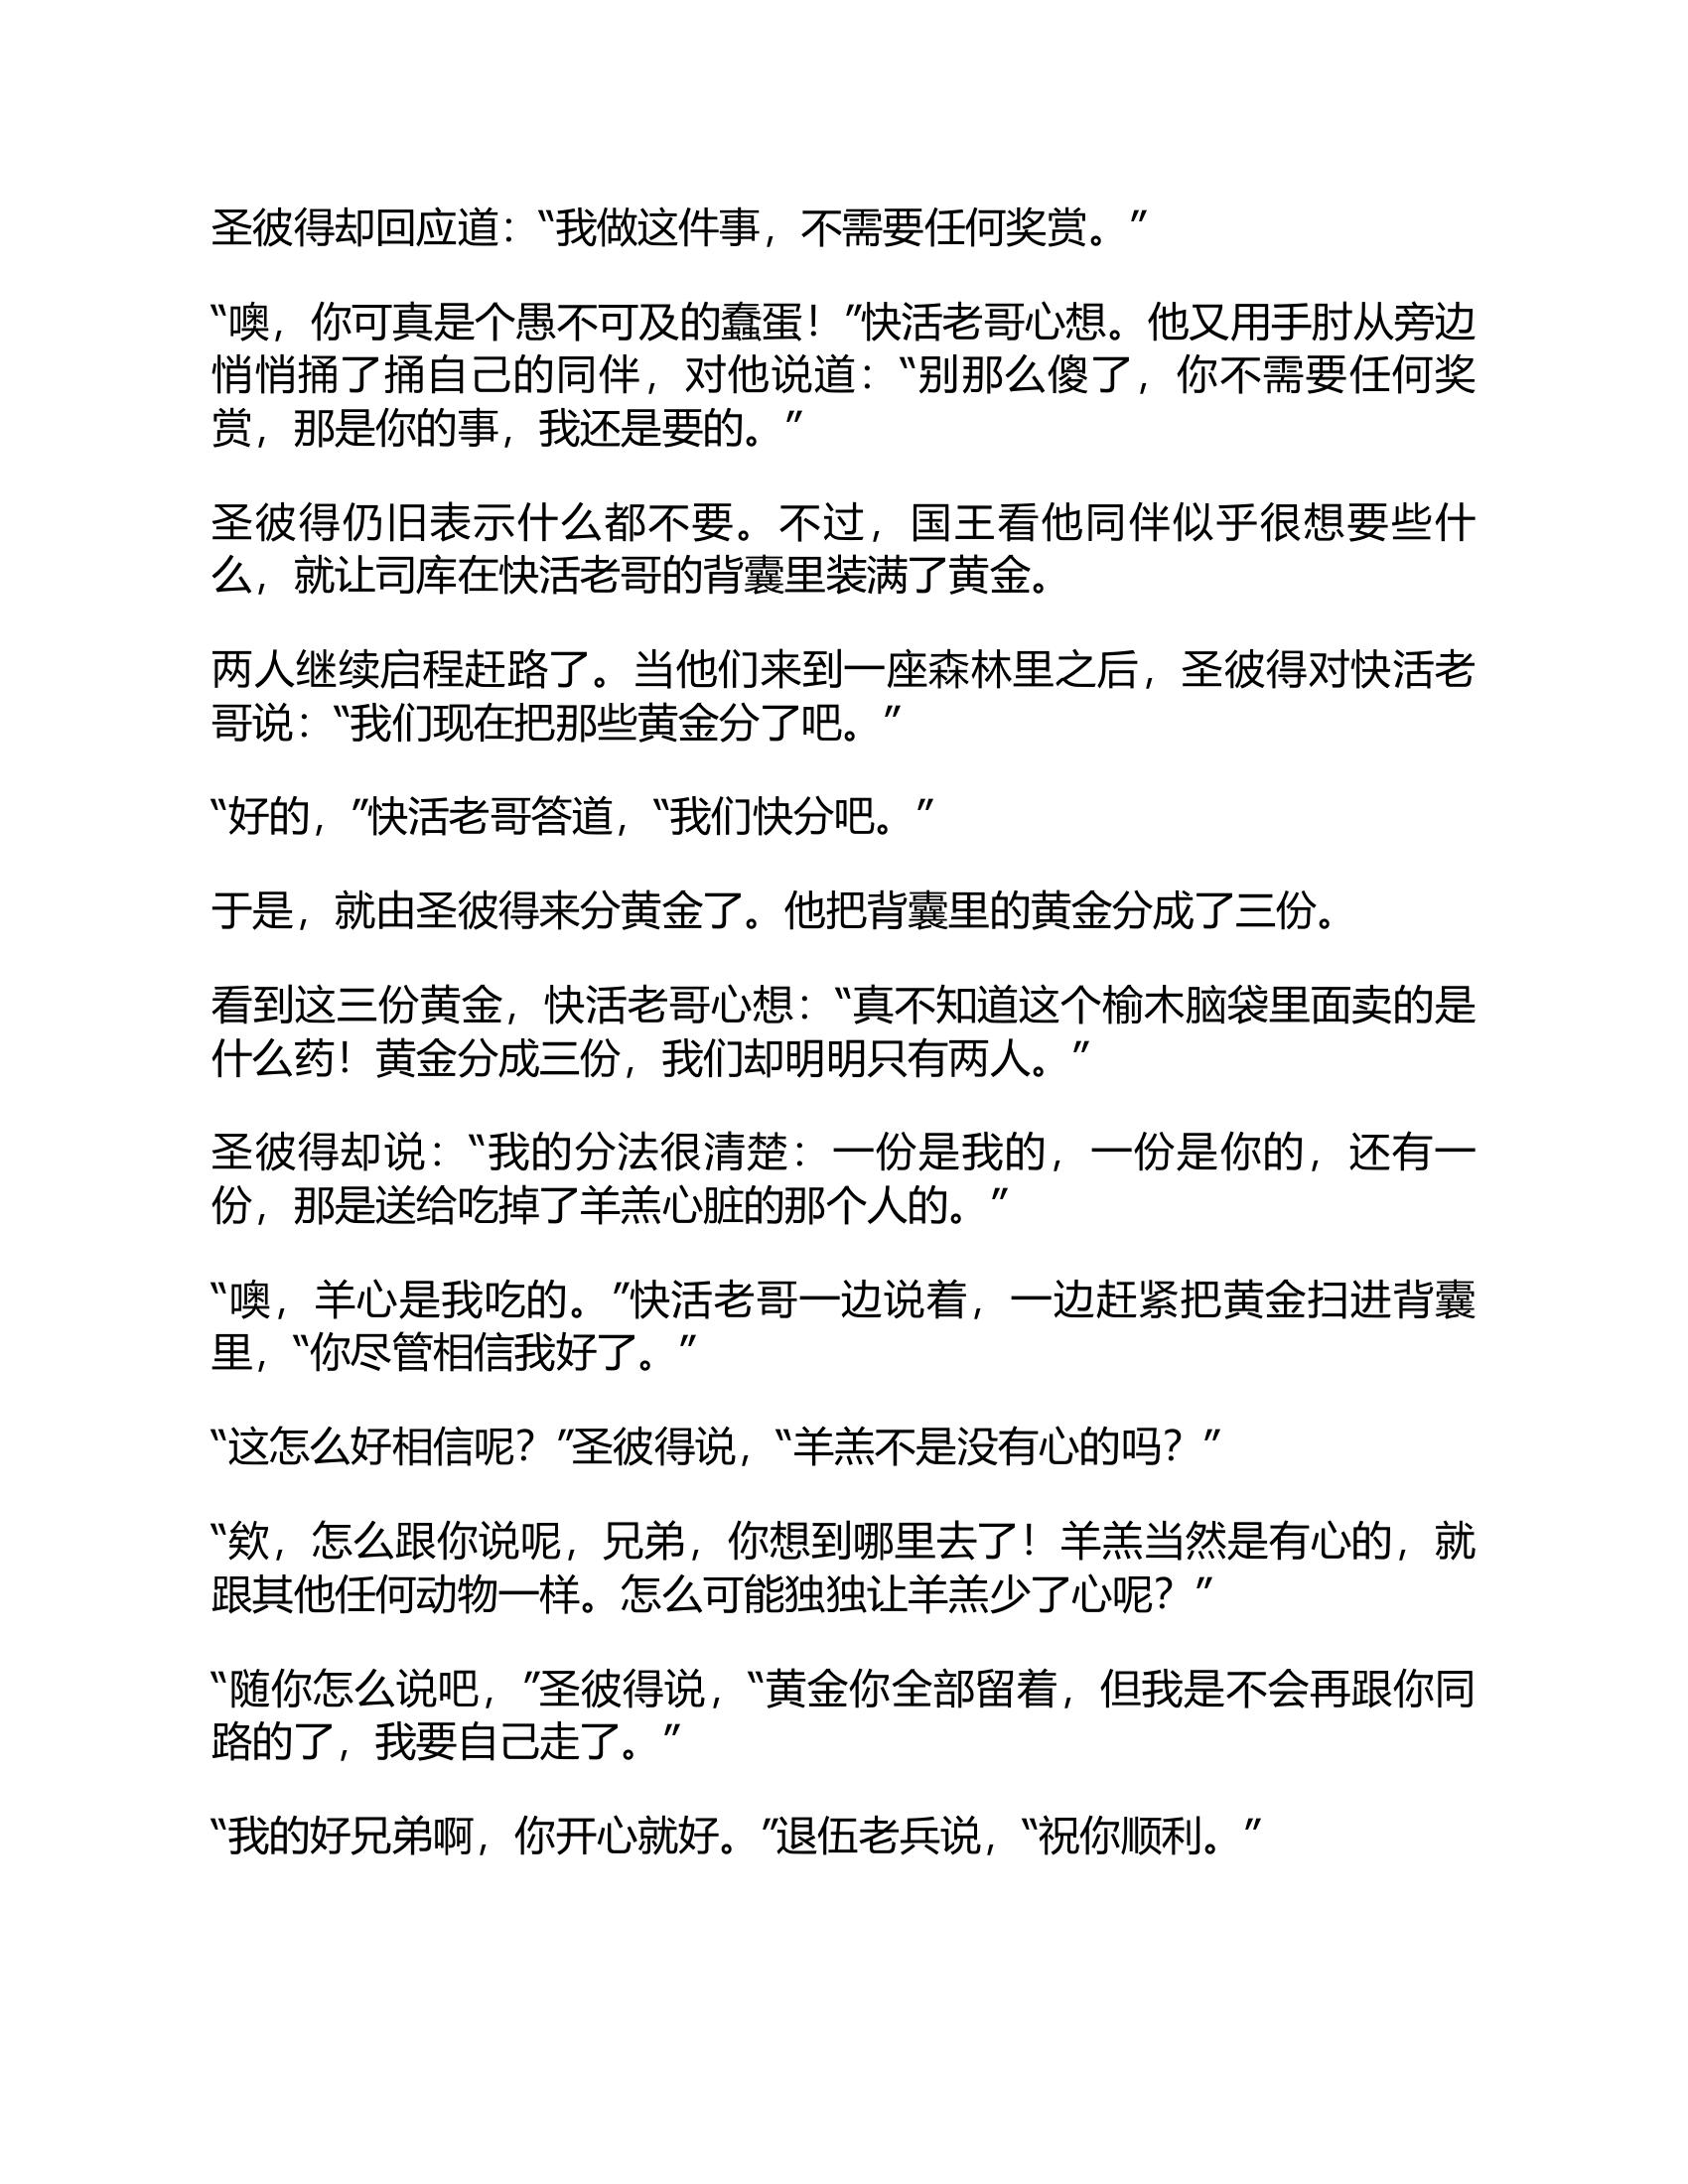 圣彼得却回应道：“我做这件事，不需要任何奖赏。”
“噢，你可真是个愚不可及的蠢蛋！”快活老哥心想。他又用手肘从旁边
悄悄捅了捅自己的同伴，对他说道：“别那么傻了，你不需要任何奖
赏，那是你的事，我还是要的。”
圣彼得仍旧表示什么都不要。不过，国王看他同伴似乎很想要些什
么，就让司库在快活老哥的背囊里装满了黄金。
两人继续启程赶路了。当他们来到一座森林里之后，圣彼得对快活老
哥说：“我们现在把那些黄金分了吧。”
“好的，”快活老哥答道，“我们快分吧。”
于是，就由圣彼得来分黄金了。他把背囊里的黄金分成了三份。
看到这三份黄金，快活老哥心想：“真不知道这个榆木脑袋里面卖的是
什么药！黄金分成三份，我们却明明只有两人。”
圣彼得却说：“我的分法很清楚：一份是我的，一份是你的，还有一
份，那是送给吃掉了羊羔心脏的那个人的。”
“噢，羊心是我吃的。”快活老哥一边说着，一边赶紧把黄金扫进背囊
里，“你尽管相信我好了。”
“这怎么好相信呢？”圣彼得说，“羊羔不是没有心的吗？”
“欸，怎么跟你说呢，兄弟，你想到哪里去了！羊羔当然是有心的，就
跟其他任何动物一样。怎么可能独独让羊羔少了心呢？”
“随你怎么说吧，”圣彼得说，“黄金你全部留着，但我是不会再跟你同
路的了，我要自己走了。”
“我的好兄弟啊，你开心就好。”退伍老兵说，“祝你顺利。”